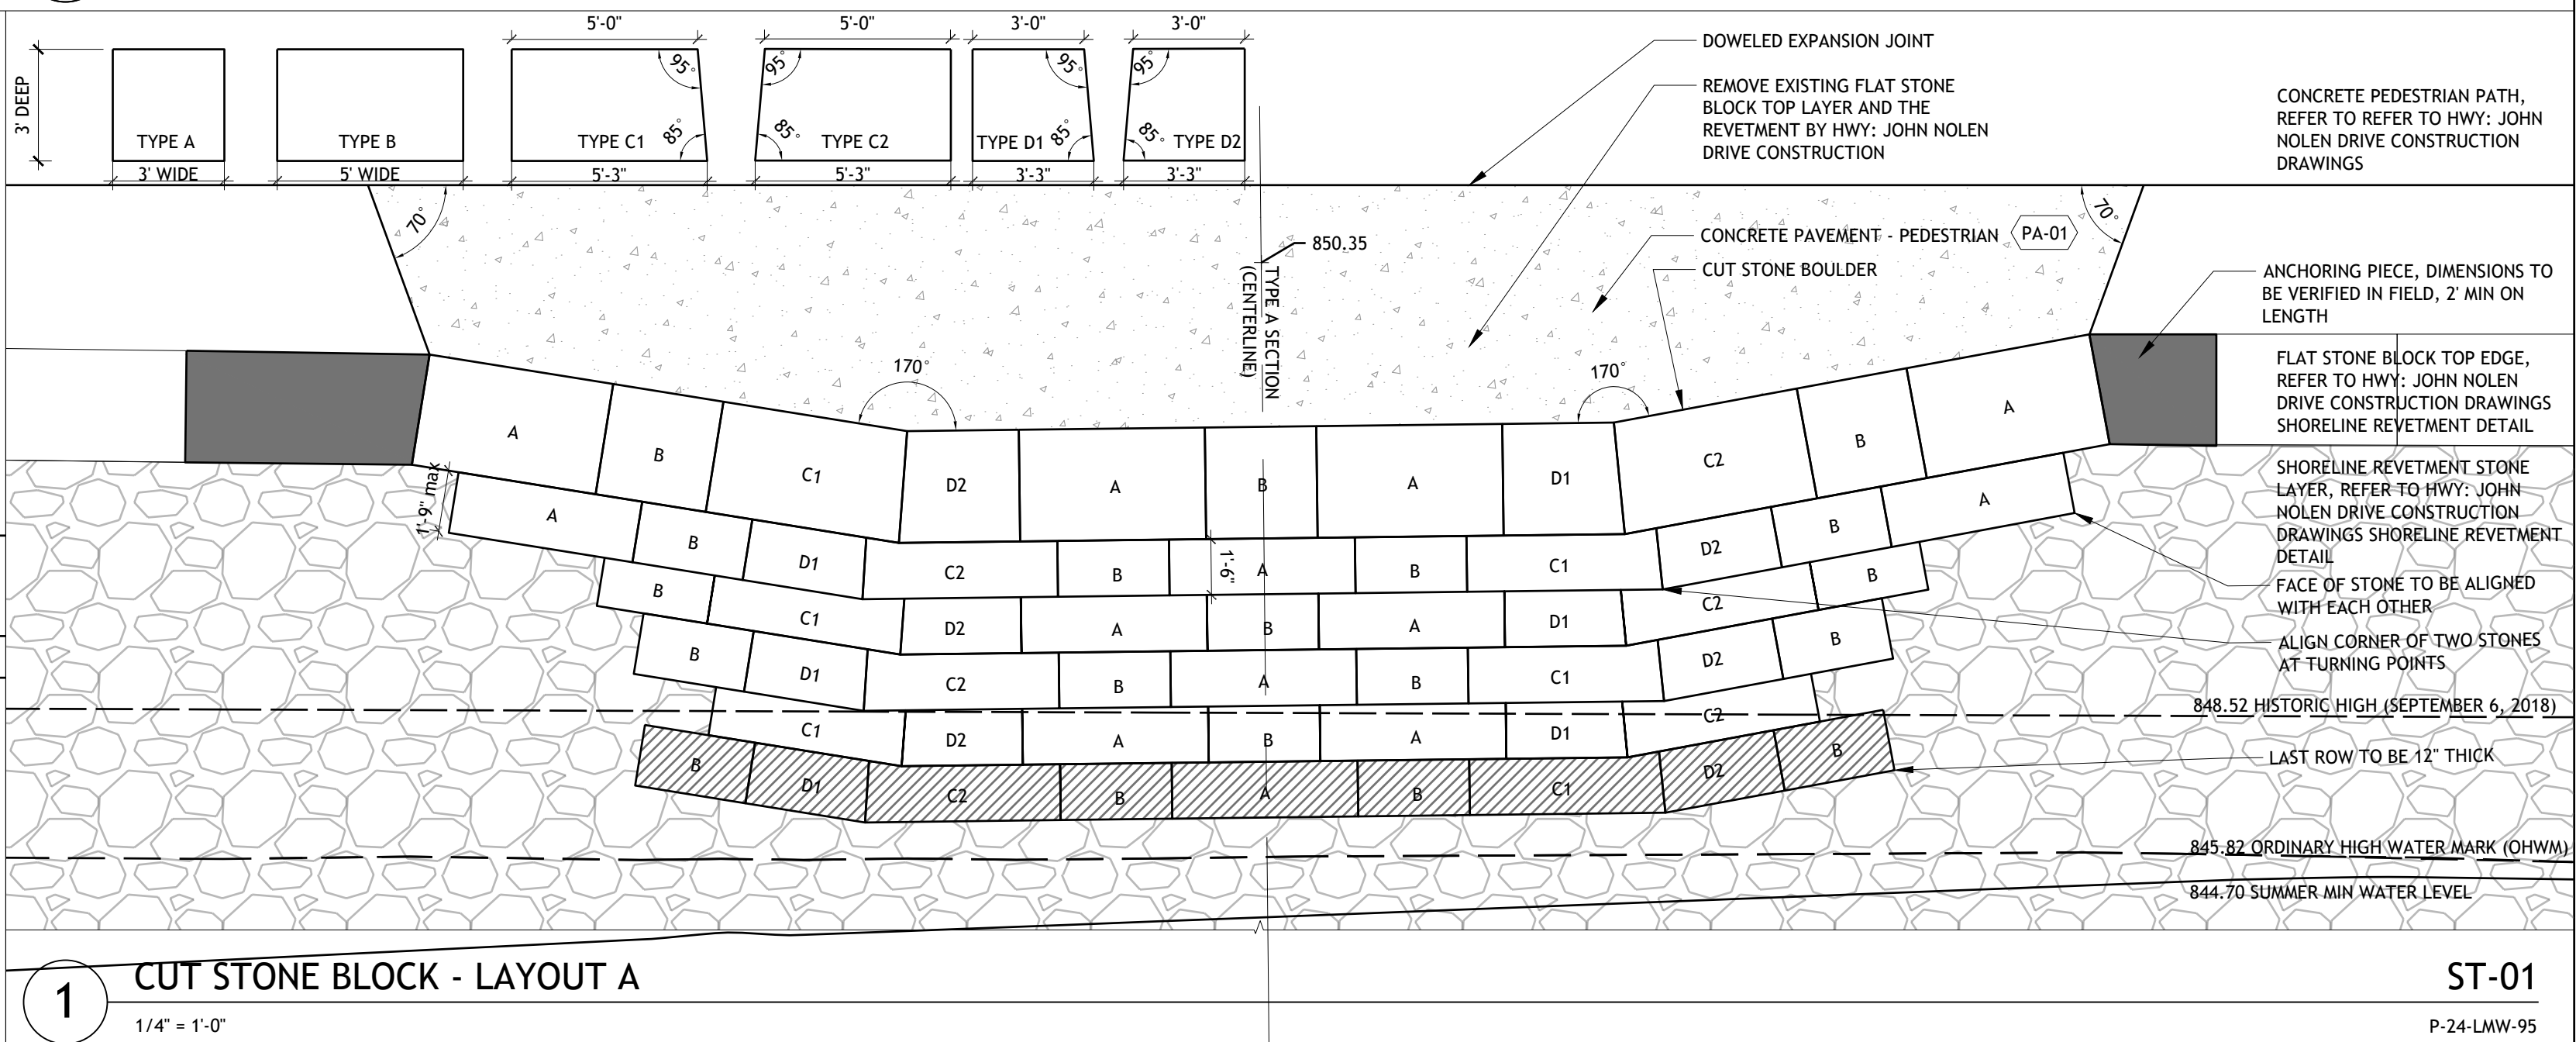 5'-0"
5'-0"
3'-0"
3'-0"
3' DEEP
TYPE A
3' WIDE
TYPE B
5' WIDE
95°
TYPE C1
85°
5'-3"
95°
85°
TYPE C2
5'-3"
95°
TYPE D1
85°
3'-3"
95°
85°
TYPE D2
3'-3"
DOWELED EXPANSION JOINT
REMOVE EXISTING FLAT STONE
BLOCK TOP LAYER AND THE
REVETMENT BY HWY: JOHN NOLEN
DRIVE CONSTRUCTION
CONCRETE PEDESTRIAN PATH,
REFER TO REFER TO HWY: JOHN
NOLEN DRIVE CONSTRUCTION
DRAWINGS
70°
70°
850.35
TYPE A SECTION
(CENTERLINE)
CONCRETE PAVEMENT - PEDESTRIAN
PA-01
CUT STONE BOULDER
ANCHORING PIECE, DIMENSIONS TO
BE VERIFIED IN FIELD, 2' MIN ON
LENGTH
170°
170°
FLAT STONE BLOCK TOP EDGE,
REFER TO HWY: JOHN NOLEN
DRIVE CONSTRUCTION DRAWINGS
SHORELINE REVETMENT DETAIL
A B C1 D2 A B A D1 C2 B A
1'-9" max
SHORELINE REVETMENT STONE
LAYER, REFER TO HWY: JOHN
NOLEN DRIVE CONSTRUCTION
DRAWINGS SHORELINE REVETMENT
DETAIL
A B D1 C2 B A B C1 D2 B A
1'-6"
FACE OF STONE TO BE ALIGNED
WITH EACH OTHER
B C1 D2 A B A D1 C2 B
ALIGN CORNER OF TWO STONES
AT TURNING POINTS
B D1 C2 B A B C1 D2 B
848.52 HISTORIC HIGH (SEPTEMBER 6, 2018)
C1 D2 A B A D1 C2
LAST ROW TO BE 12" THICK
B D1 C2 B A B C1 D2 B
845.82 ORDINARY HIGH WATER MARK (OHWM)
844.70 SUMMER MIN WATER LEVEL
1
CUT STONE BLOCK - LAYOUT A
ST-01
1/4" = 1'-0"
P-24-LMW-95